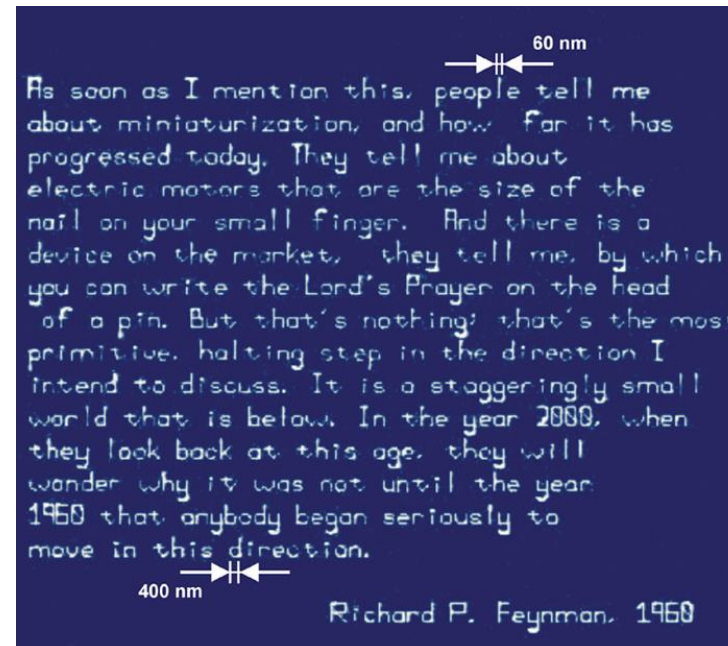 60 nm
As soon as I mention this, people tell me
about miniaturization, and how far it has
progressed today. They tell me about
electric motors that are the size of the
nail on your small finger. And there is a
device on the market, they tell me, by which
you can write the Lord's Prayer on the head
of a pin. But that's nothing; that's the mos
primitive, halting step in the direction I
intend to discuss. It is a staggeringly small
world that is below. In the year 2000, when
they look back at this age, they will
wonder why it was not until the year
1960 that anybody began seriously to
move in this direction.
400 nm
Richard P. Feynman, 1960